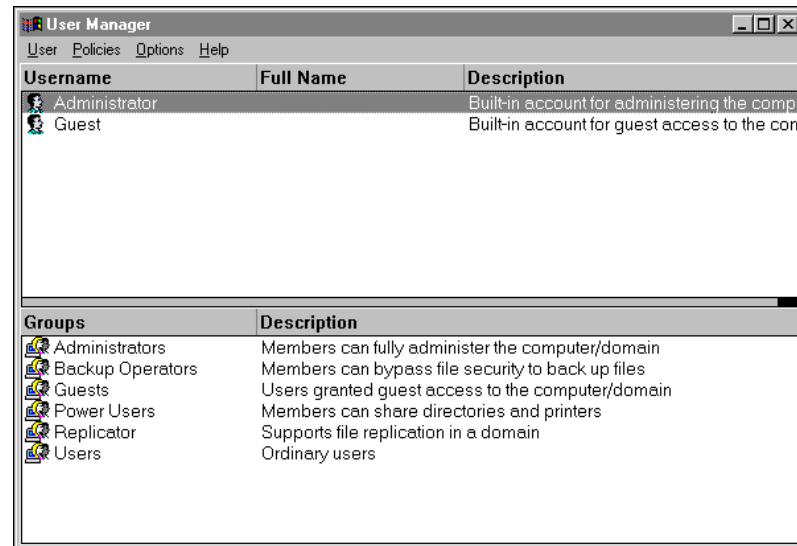 User Manager
User Policies Options Help
Username Full Name Description
Administrator Built-in account for administering the comp
Guest Built-in account for guest access to the con
Groups Description
Administrators Members can fully administer the computer/domain
Backup Operators Members can bypass file security to back up files
Guests Users granted guest access to the computer/domain
Power Users Members can share directories and printers
Replicator Supports file replication in a domain
Users Ordinary users